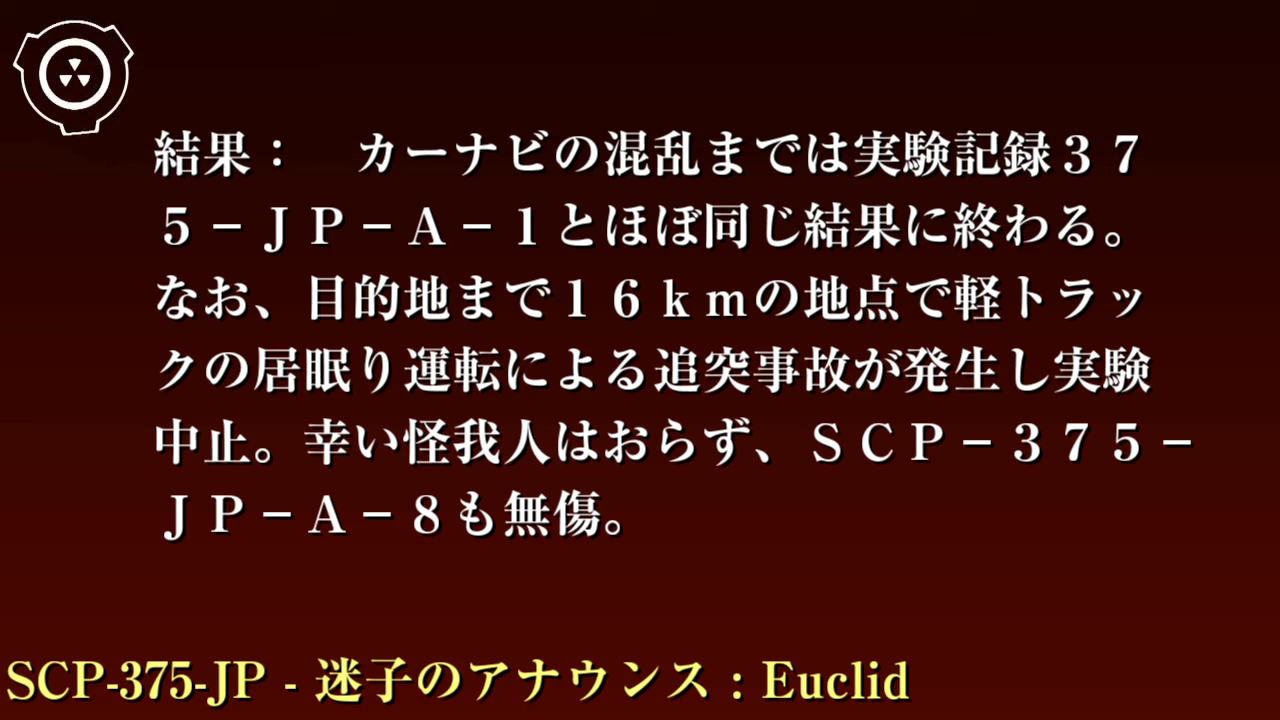 結果：　カーナビの混乱までは実験記録３７
５－ＪＰ－Ａ－１とほぼ同じ結果に終わる。
なお、目的地まで１６ｋｍの地点で軽トラッ
クの居眠り運転による追突事故が発生し実験
中止。幸い怪我人はおらず、ＳＣＰ－３７５－
ＪＰ－Ａ－８も無傷。
SCP-375-JP - 迷子のアナウンス：Euclid